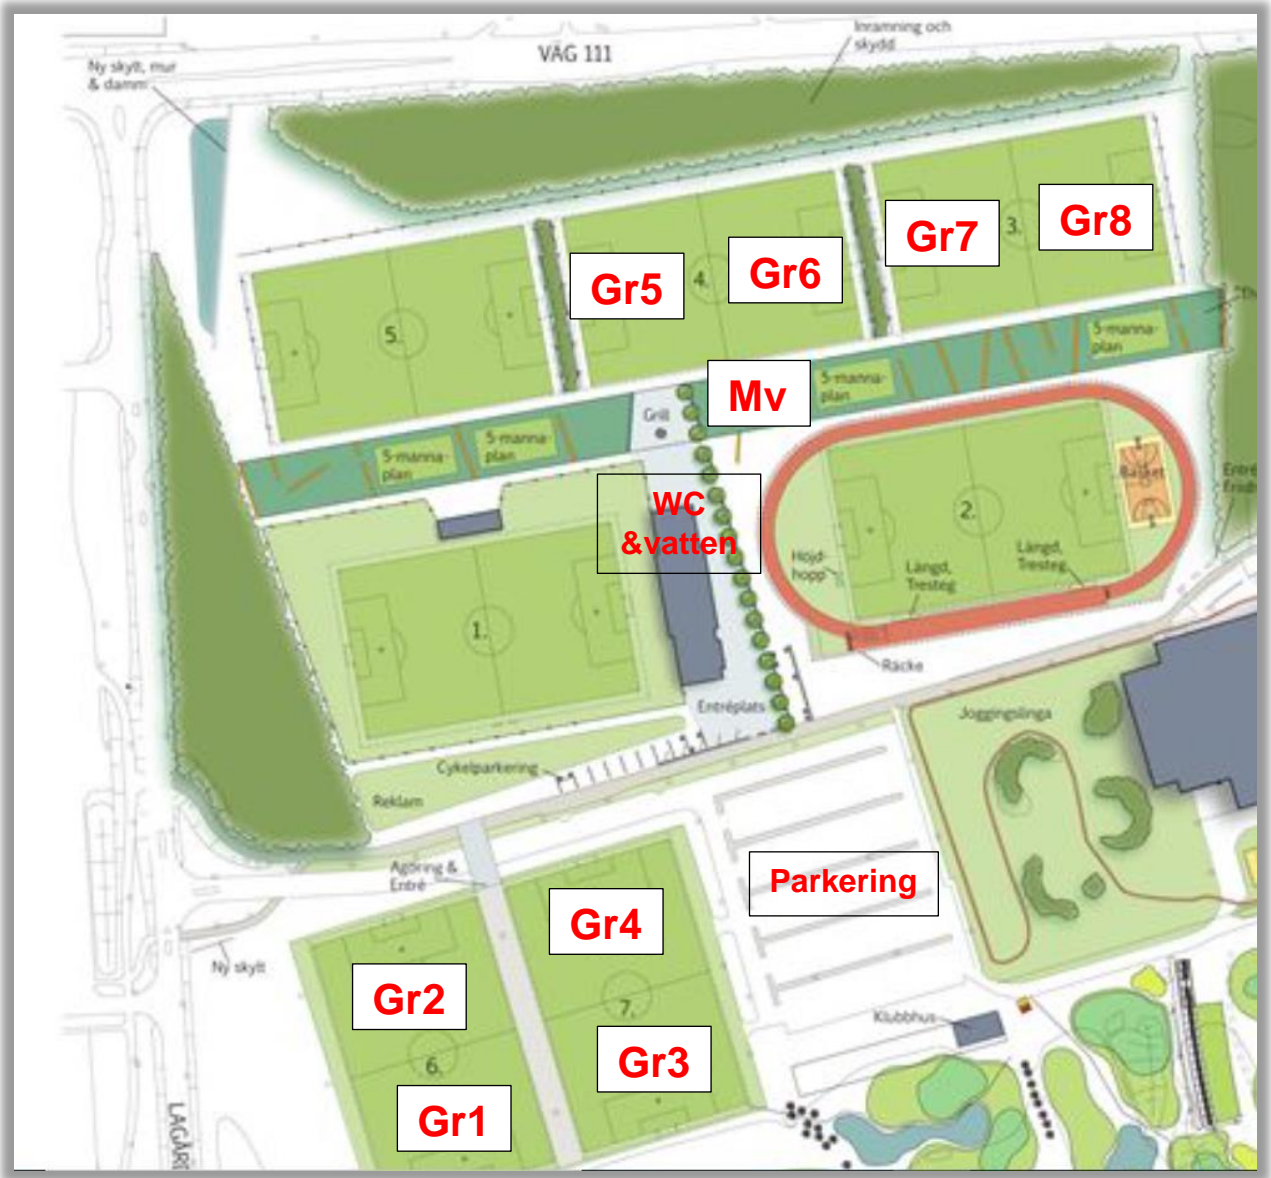 VÄG 111
Inramning och
skydd
Ny skylt, mur
& damm
Gr8
Gr7
3.
Gr6
Gr5
4.
5.
5-manna-
plan
5-manna-
plan
Mv
Grill
5-manna-
plan
5-manna-
plan
Basket
Entré
WC
&vatten
2.
Höjd-
hopp
Längd,
Tresteg
Längd,
Tresteg
1.
Räcke
Entréplats
Joggingslinga
Cykelparkering
Reklam
Agöring &
Entré
Parkering
Gr4
Ny skylt
Gr2
7.
Klubbhus
Gr3
6.
Gr1